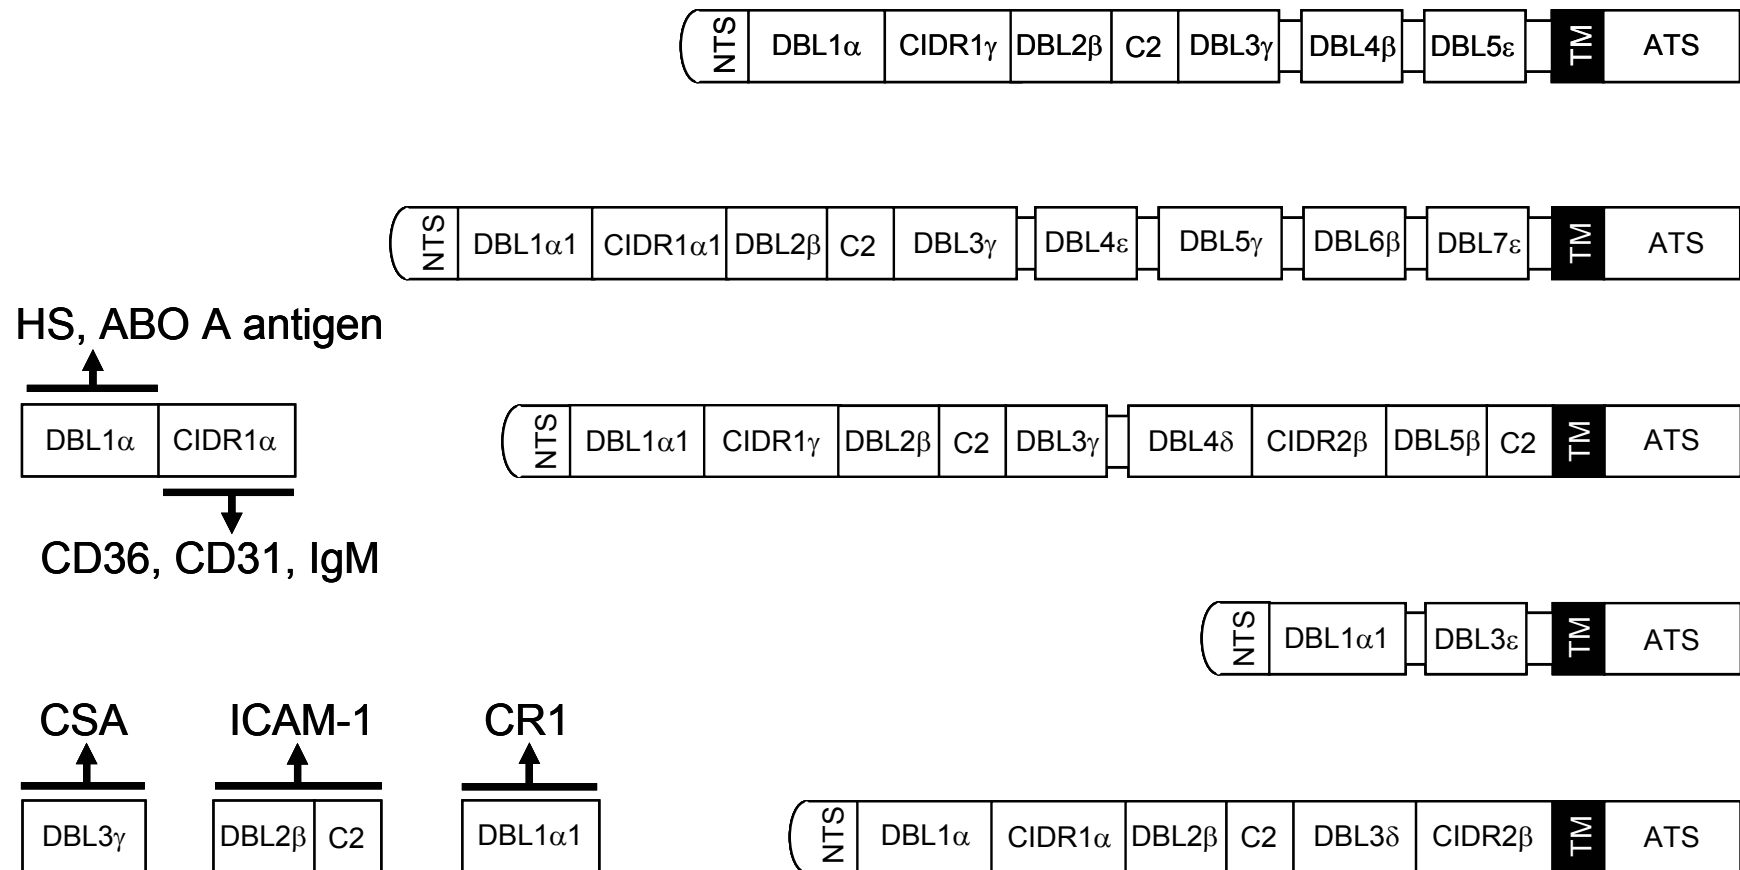 NTS DBL1α CIDR1γ DBL2β C2 DBL3γ DBL4β DBL5ε TM ATS
NTS DBL1α1 CIDR1α1 DBL2β C2 DBL3γ DBL4ε DBL5γ DBL6β DBL7ε TM ATS
HS, ABO A antigen
DBL1α CIDR1α
CD36, CD31, IgM
NTS DBL1α1 CIDR1γ DBL2β C2 DBL3γ DBL4δ CIDR2β DBL5β C2 TM ATS
NTS DBL1α1 DBL3ε TM ATS
CSA ICAM-1 CR1
DBL3γ DBL2β C2 DBL1α1
NTS DBL1α CIDR1α DBL2β C2 DBL3δ CIDR2β TM ATS